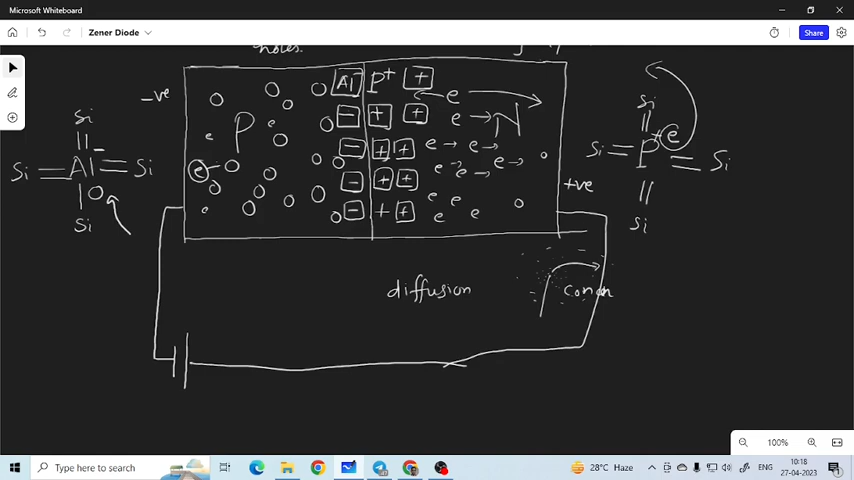 Microsoft Whiteboard
Zener Diode
Share
holes.
-ve
Al P+ +
e
P
N
- + +
e →
- + +
e → e →
e → e → e →
- + +
e e
- + +
e e
+ve
Si
Si = Al = Si
Si
Si
Si = P+ = Si
e
Si
diffusion
100%
Type here to search
28°C Haze
ENG
10:18
27-04-2023